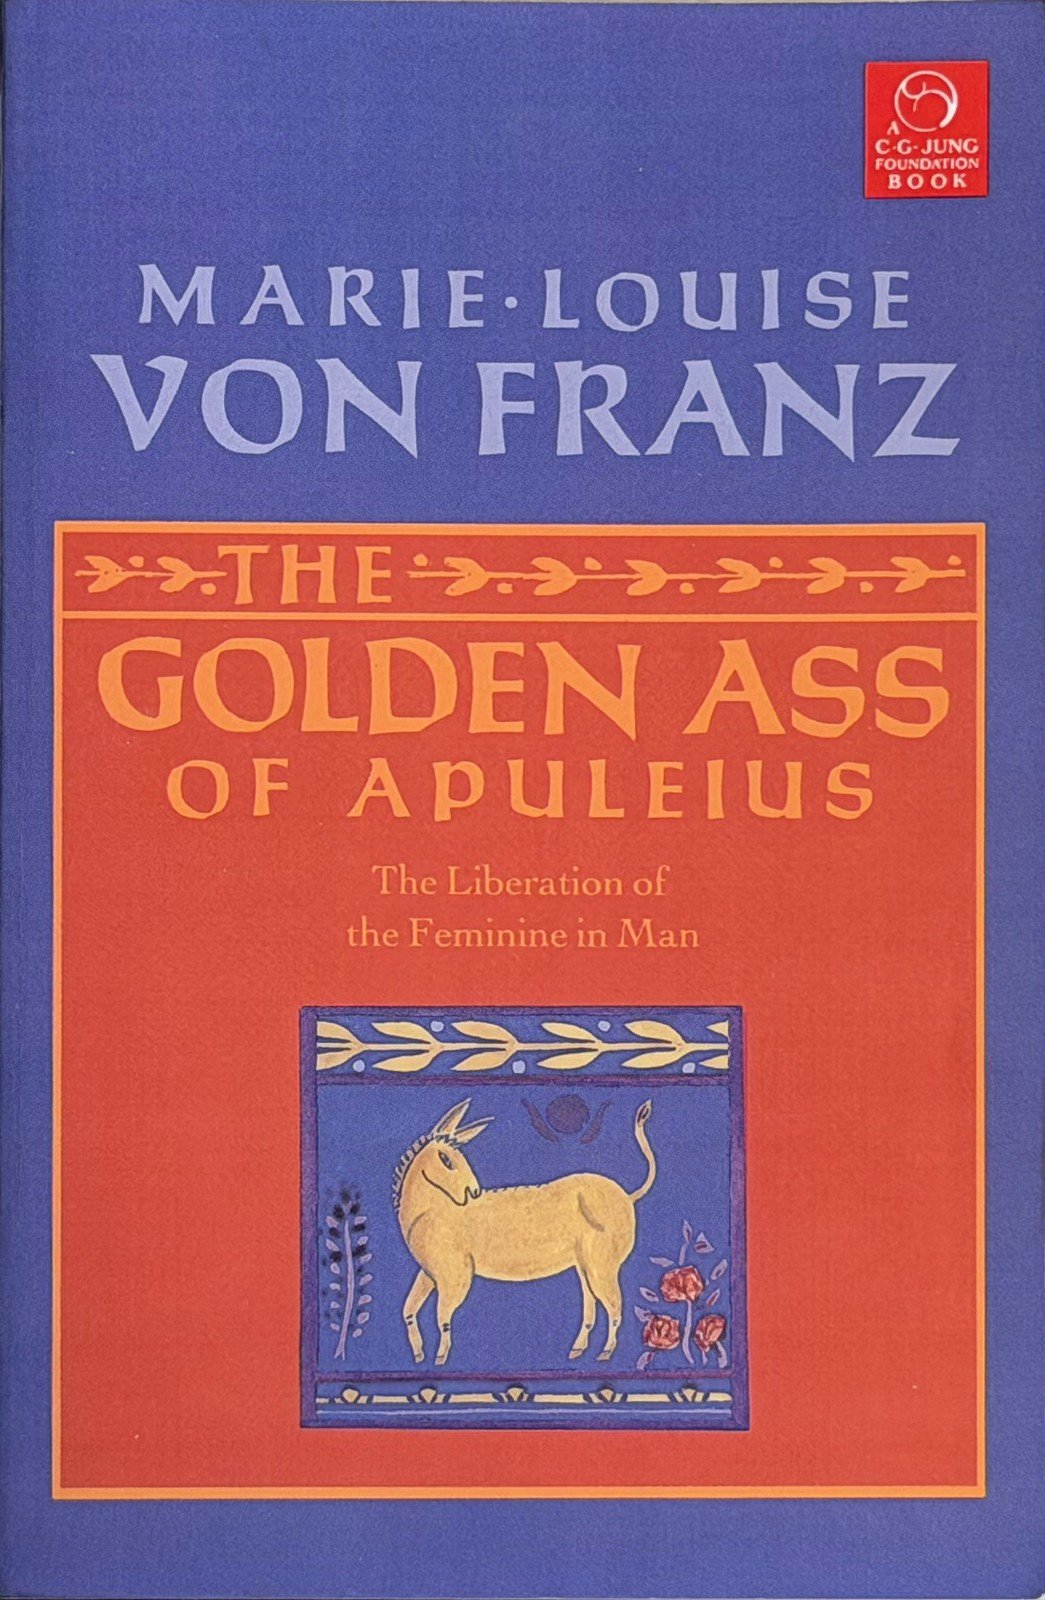 A
C·G·JUNG
FOUNDATION
BOOK
MARIE·LOUISE
VON FRANZ
THE
GOLDEN ASS
OF APULEIUS
The Liberation of
the Feminine in Man